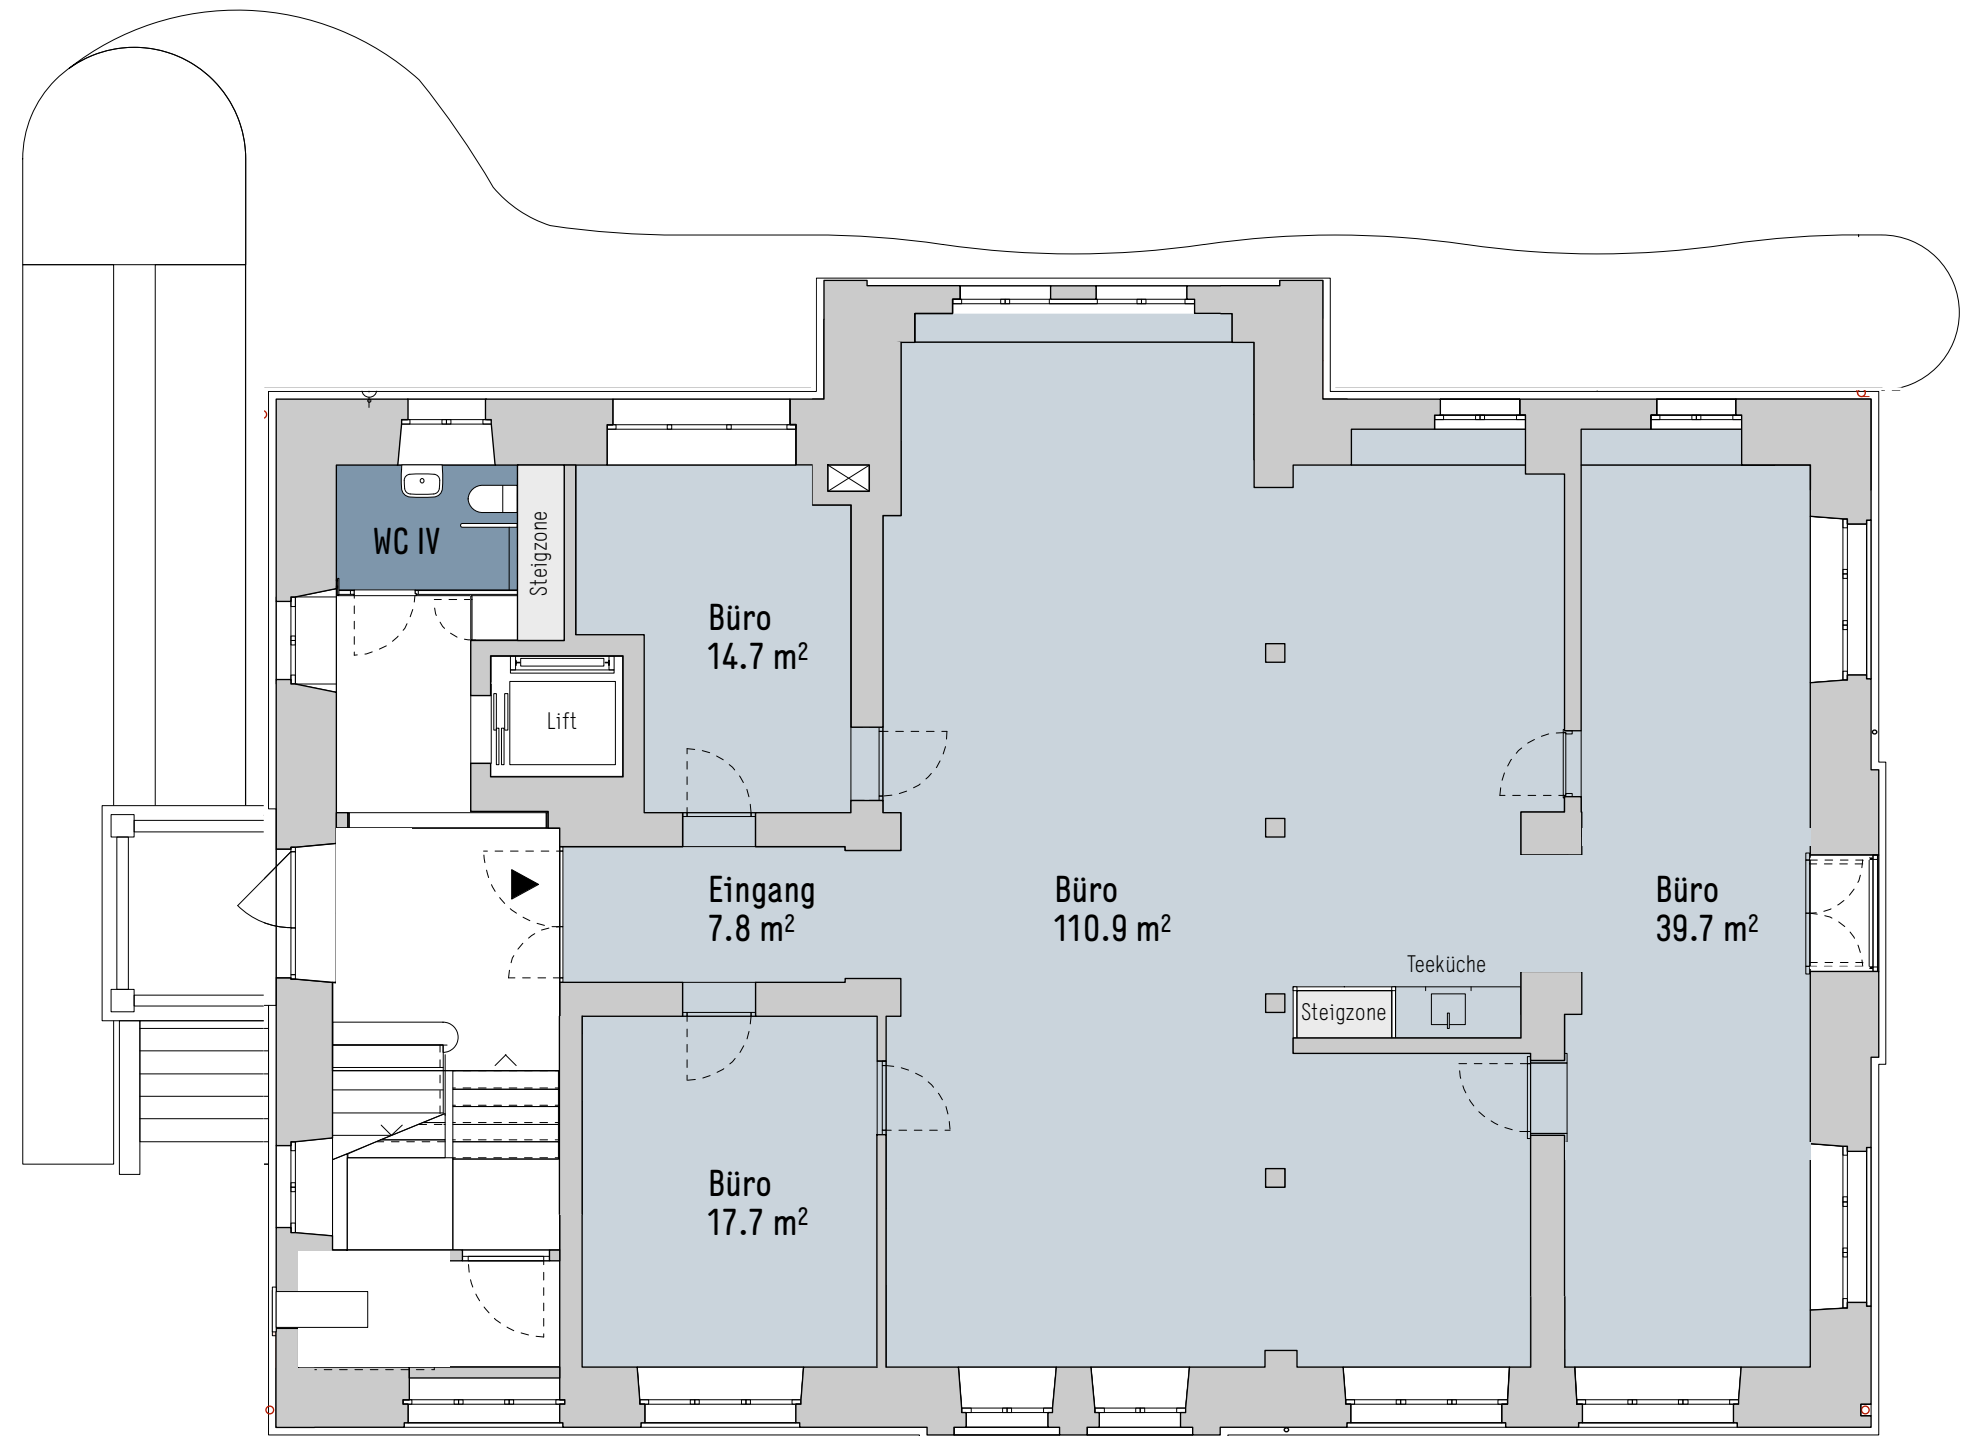 WC IV
Steigzone
Büro
14.7 m²
Lift
Eingang
7.8 m²
Büro
110.9 m²
Büro
39.7 m²
Teeküche
Steigzone
Büro
17.7 m²